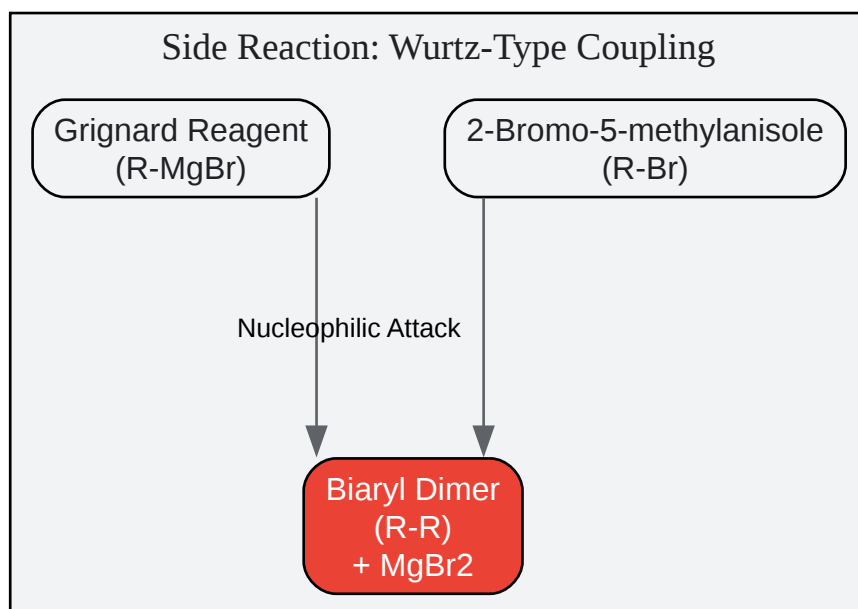 Side Reaction: Wurtz-Type Coupling
Grignard Reagent
(R-MgBr)
2-Bromo-5-methylanisole
(R-Br)
Nucleophilic Attack
Biaryl Dimer
(R-R)
+ MgBr2